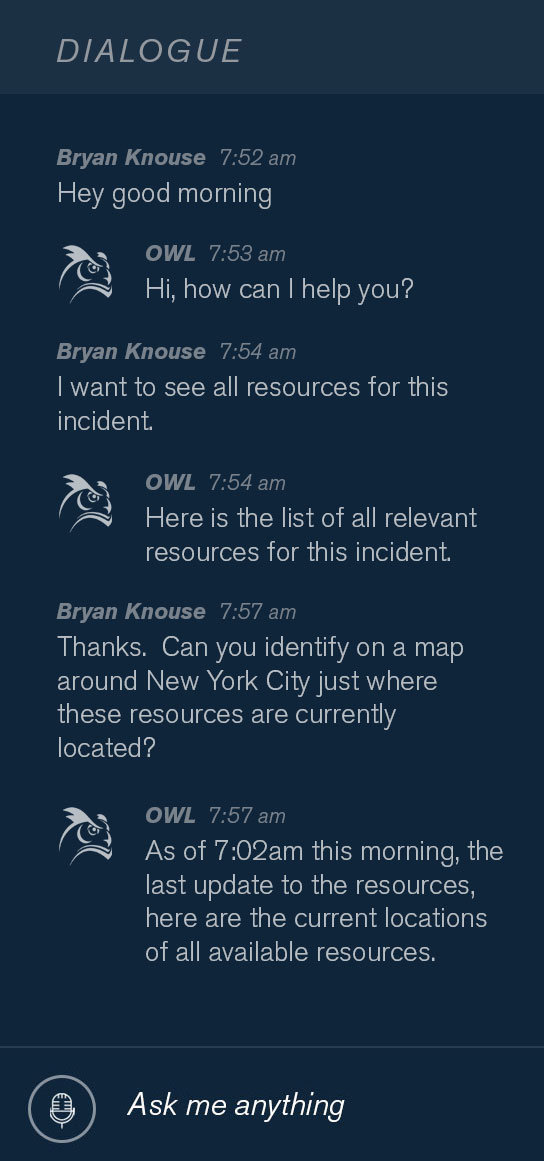 DIALOGUE
Bryan Knouse 7:52 am
Hey good morning
OWL 7:53 am
Hi, how can I help you?
Bryan Knouse 7:54 am
I want to see all resources for this
incident.
OWL 7:54 am
Here is the list of all relevant
resources for this incident.
Bryan Knouse 7:57 am
Thanks.  Can you identify on a map
around New York City just where
these resources are currently
located?
OWL 7:57 am
As of 7:02am this morning, the
last update to the resources,
here are the current locations
of all available resources.
Ask me anything